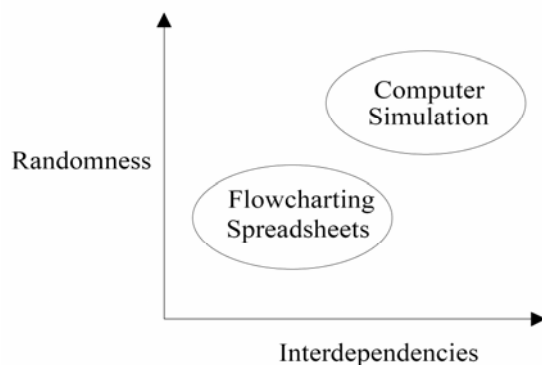 Computer
Simulation
Randomness
Flowcharting
Spreadsheets
Interdependencies